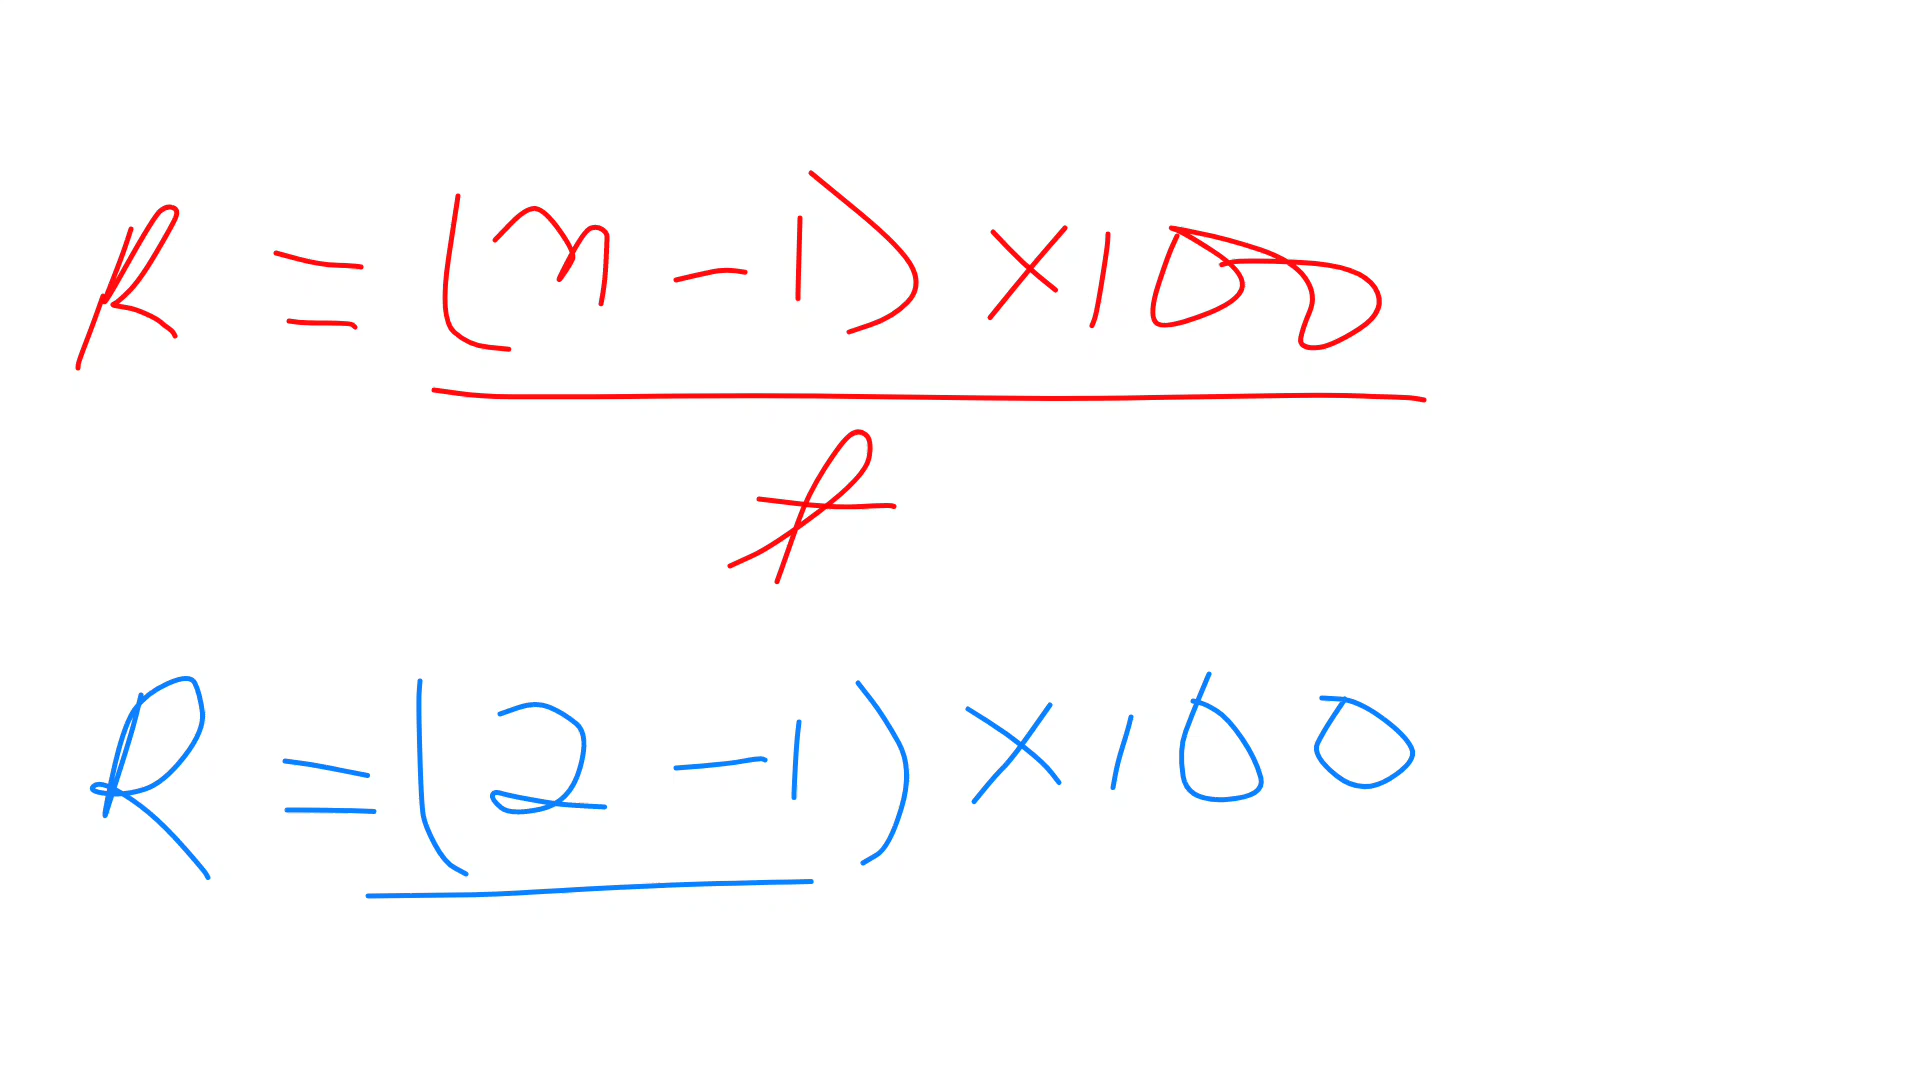 R = (n - 1) × 100
t
R = (2 - 1) × 100